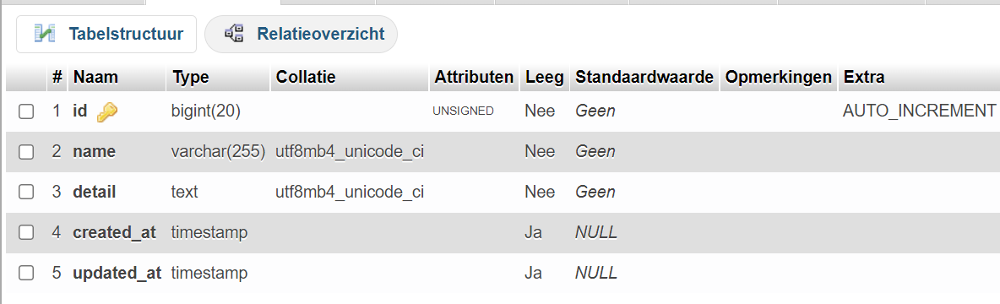 Tabelstructuur Relatieoverzicht
# Naam Type Collatie Attributen Leeg Standaardwaarde Opmerkingen Extra
1 id bigint(20) UNSIGNED Nee Geen AUTO_INCREMENT
2 name varchar(255) utf8mb4_unicode_ci Nee Geen
3 detail text utf8mb4_unicode_ci Nee Geen
4 created_at timestamp Ja NULL
5 updated_at timestamp Ja NULL